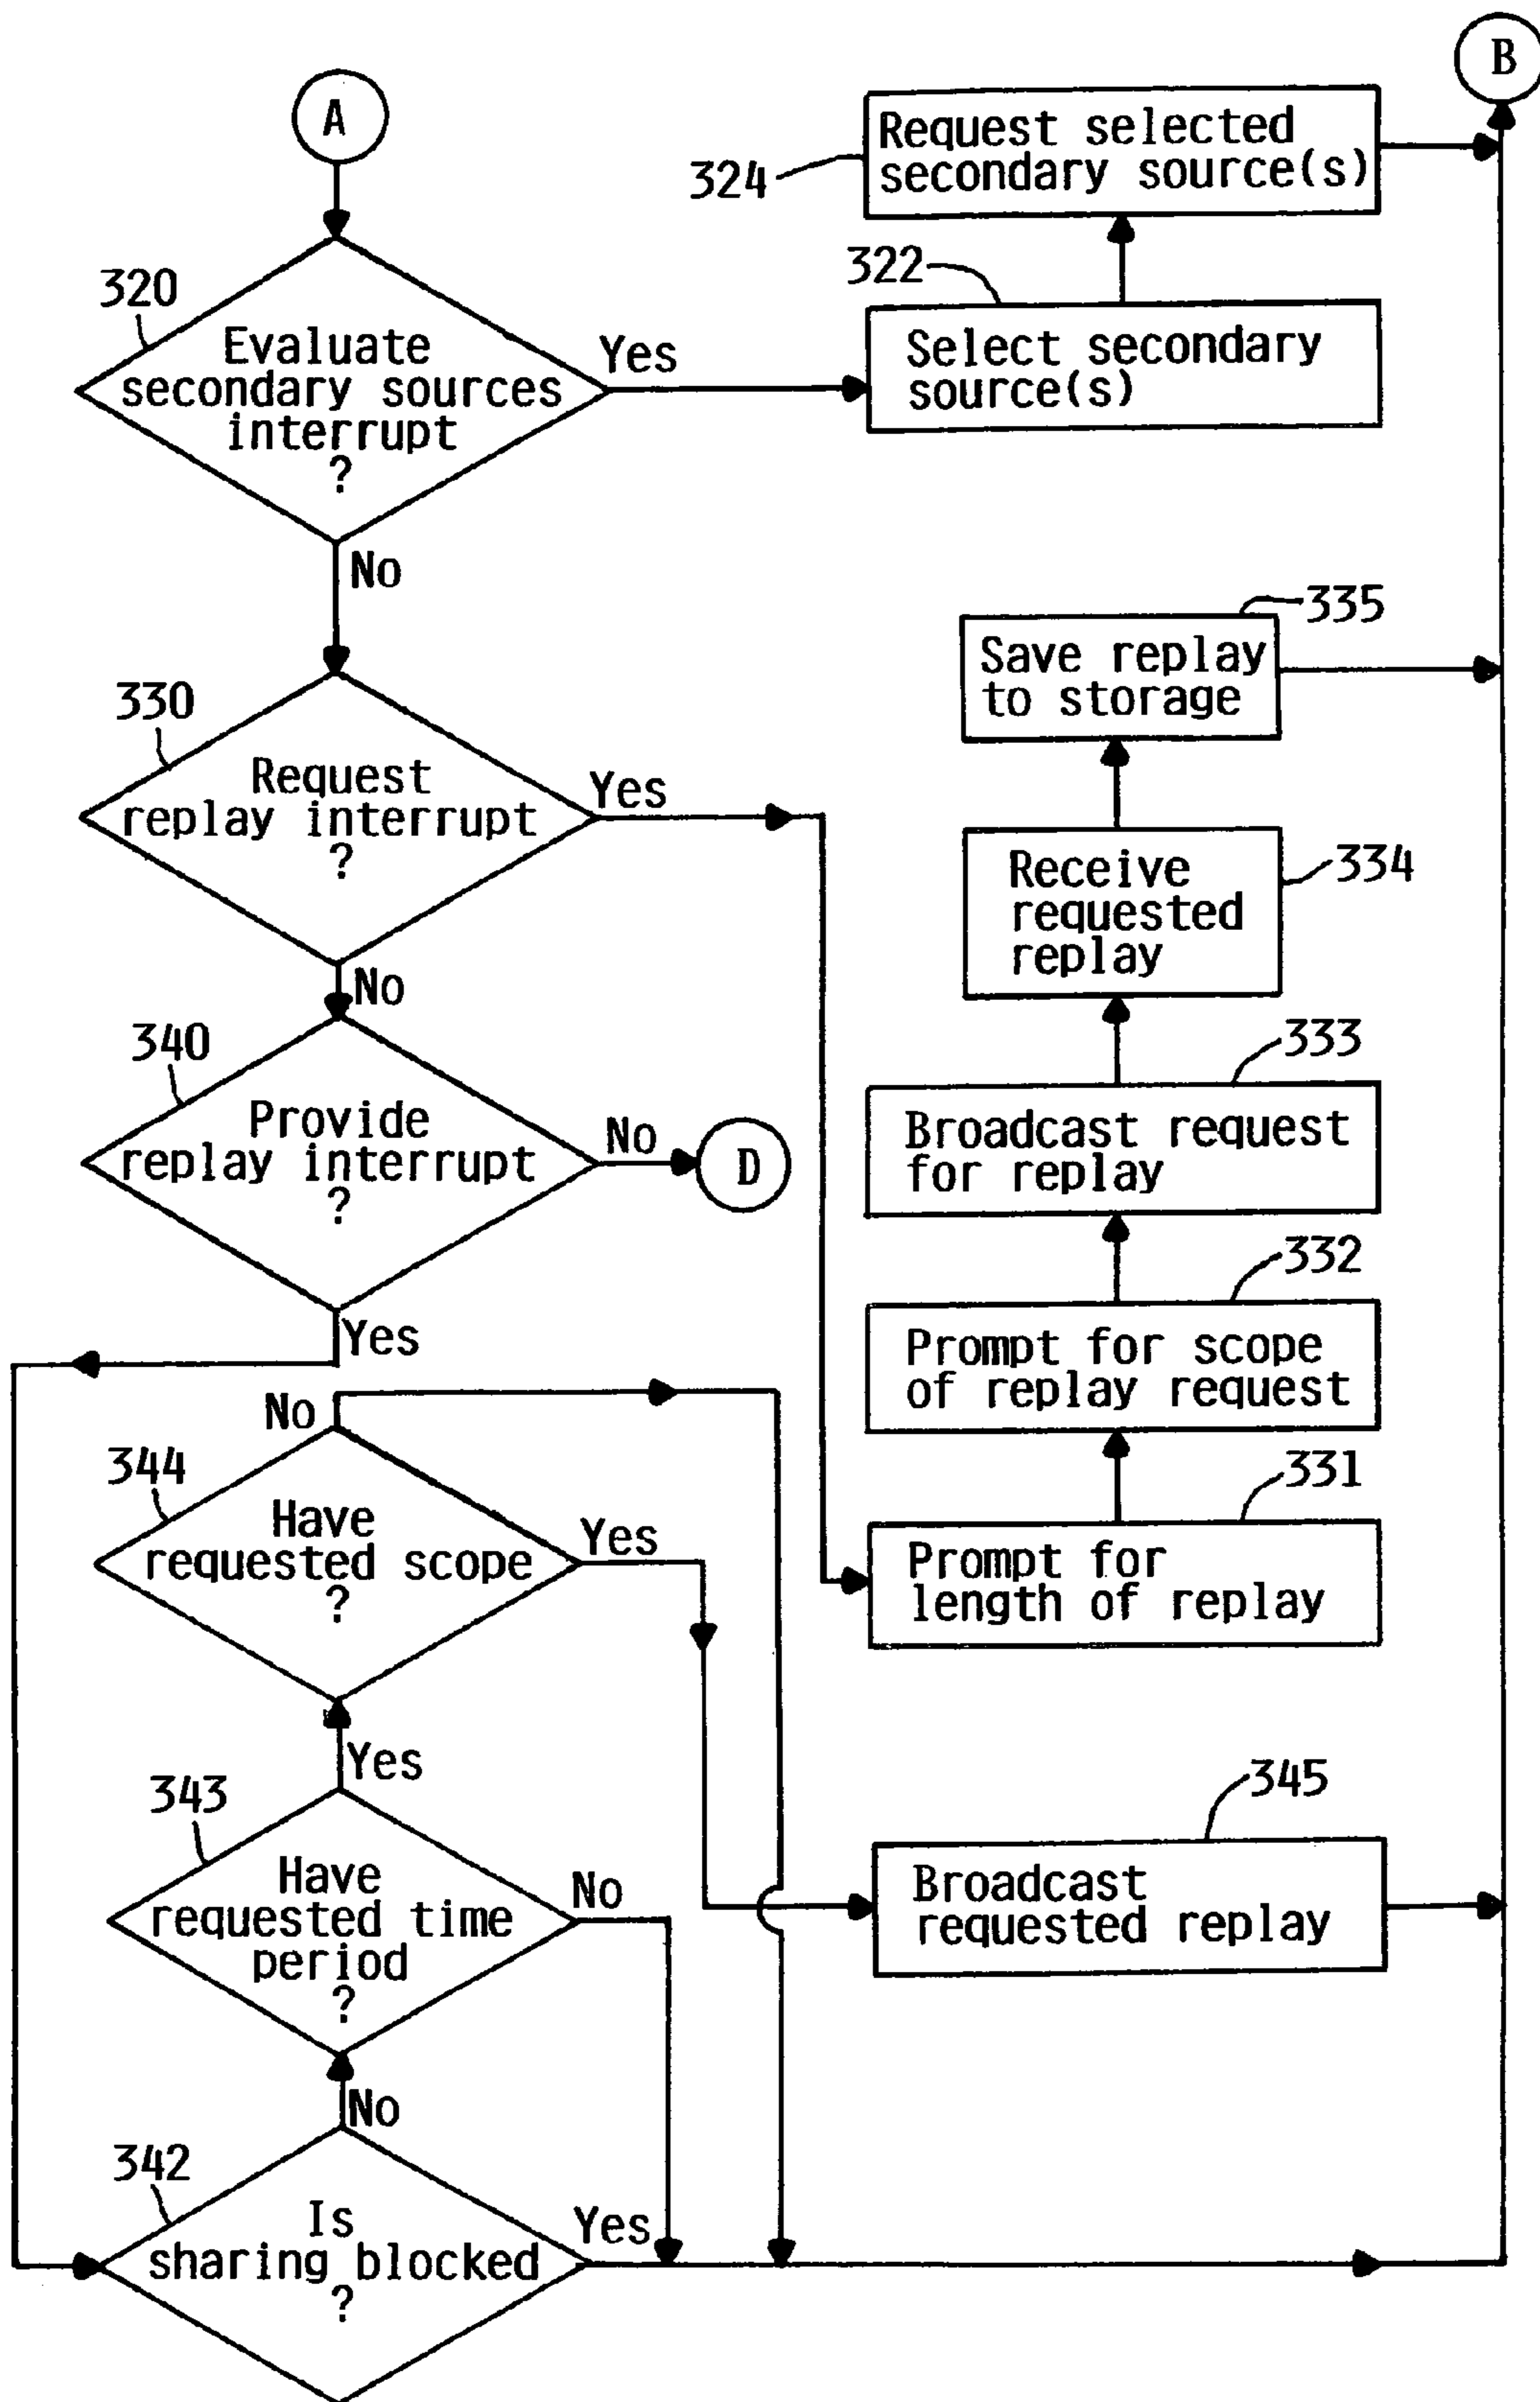 A
B
324
Request selected
secondary source(s)
320
Evaluate
secondary sources
interrupt
?
Yes
322
Select secondary
source(s)
No
335
Save replay
to storage
330
Request
replay interrupt
?
Yes
334
Receive
requested
replay
No
340
Provide
replay interrupt
?
No
D
333
Broadcast request
for replay
332
Prompt for scope
of replay request
Yes
No
344
Have
requested scope
?
Yes
331
Prompt for
length of replay
Yes
343
Have
requested time
period
?
No
345
Broadcast
requested replay
No
342
Is
sharing blocked
?
Yes